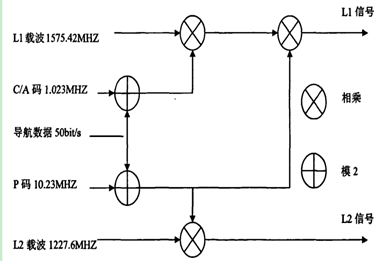 L1 信号
L1 载波 1575.42MHZ
C/A 码 1.023MHZ
相乘
导航数据 50bit/s
模 2
P 码 10.23MHZ
L2 信号
L2 载波 1227.6MHZ